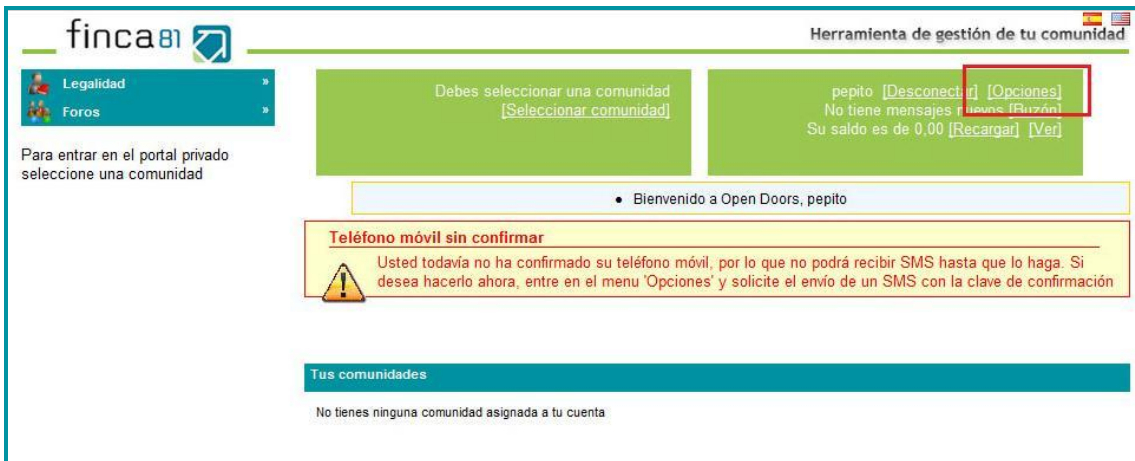 finca81
Herramienta de gestión de tu comunidad
Legalidad »
Foros »
Para entrar en el portal privado
seleccione una comunidad
Debes seleccionar una comunidad
[Seleccionar comunidad]
pepito [Desconectar] [Opciones]
No tiene mensajes nuevos [Buzón]
Su saldo es de 0,00 [Recargar] [Ver]
• Bienvenido a Open Doors, pepito
Teléfono móvil sin confirmar
Usted todavía no ha confirmado su teléfono móvil, por lo que no podrá recibir SMS hasta que lo haga. Si
desea hacerlo ahora, entre en el menu 'Opciones' y solicite el envío de un SMS con la clave de confirmación
Tus comunidades
No tienes ninguna comunidad asignada a tu cuenta